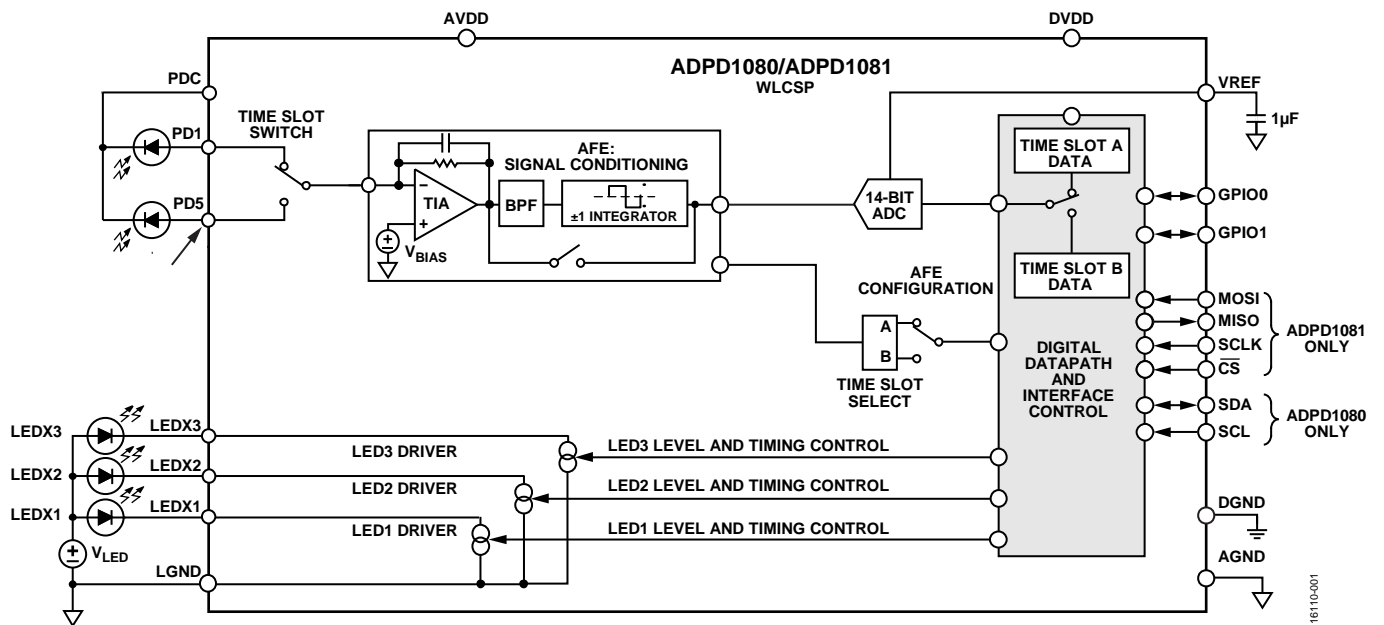 AVDD
DVDD
ADPD1080/ADPD1081
WLCSP
PDC
VREF
1µF
TIME SLOT
SWITCH
PD1
PD5
AFE:
SIGNAL CONDITIONING
−
TIA
+
BPF
±1 INTEGRATOR
VBIAS
14-BIT
ADC
TIME SLOT A
DATA
TIME SLOT B
DATA
GPIO0
GPIO1
AFE
CONFIGURATION
A
B
TIME SLOT
SELECT
DIGITAL
DATAPATH
AND
INTERFACE
CONTROL
MOSI
MISO
SCLK
CS
ADPD1081
ONLY
SDA
SCL
ADPD1080
ONLY
LEDX3
LEDX3
LED3 DRIVER
LED3 LEVEL AND TIMING CONTROL
LEDX2
LEDX2
LED2 DRIVER
LED2 LEVEL AND TIMING CONTROL
LEDX1
LEDX1
LED1 DRIVER
LED1 LEVEL AND TIMING CONTROL
VLED
LGND
DGND
AGND
16110-001